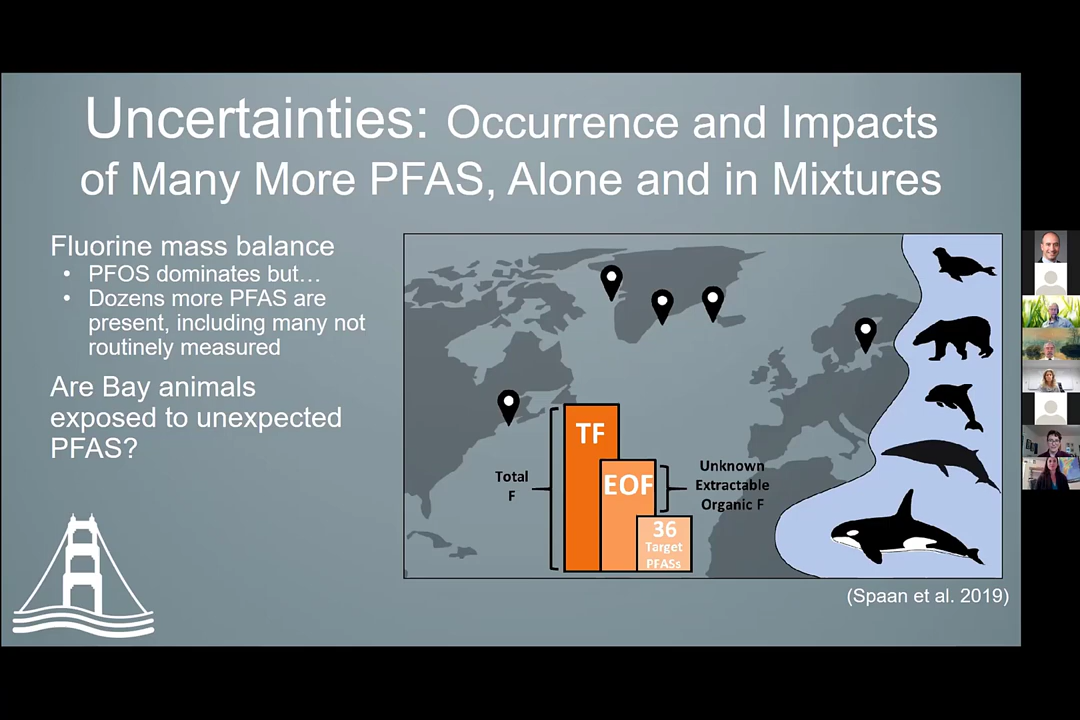 Uncertainties: Occurrence and Impacts
of Many More PFAS, Alone and in Mixtures
Fluorine mass balance
• PFOS dominates but…
• Dozens more PFAS are
present, including many not
routinely measured
Are Bay animals
exposed to unexpected
PFAS?
Total
F
TF
EOF
36
Target
PFASs
Unknown
Extractable
Organic F
(Spaan et al. 2019)